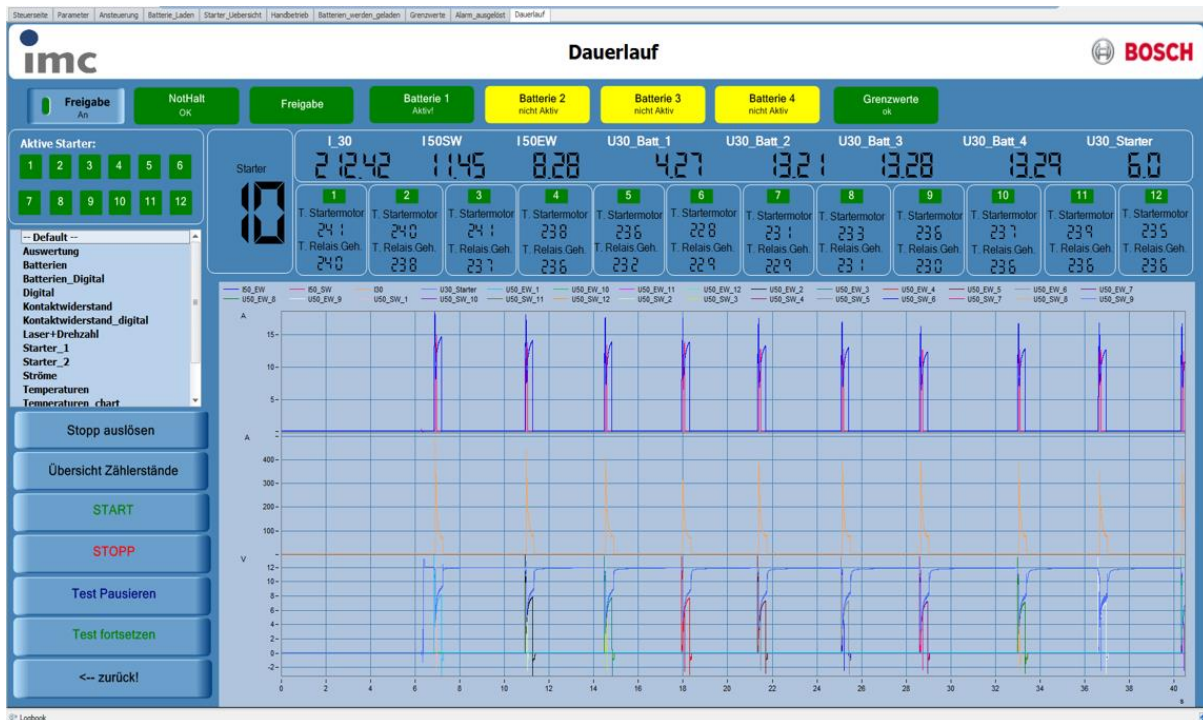 Steuerseite Parameter Ansteuerung Batterie_Laden Starter_Uebersicht Handbetrieb Batterien_werden_geladen Grenzwerte Alarm_ausgelöst Dauerlauf
imc Dauerlauf BOSCH
Freigabe NotHalt Freigabe Batterie 1 Batterie 2 Batterie 3 Batterie 4 Grenzwerte
An OK Aktiv! nicht Aktiv nicht Aktiv nicht Aktiv ok
Aktive Starter:
1 2 3 4 5 6
7 8 9 10 11 12
Starter
10
I_30 I50SW I50EW U30_Batt_1 U30_Batt_2 U30_Batt_3 U30_Batt_4 U30_Starter
212.42 11.45 8.28 4.27 13.21 13.28 13.29 6.0
1 2 3 4 5 6 7 8 9 10 11 12
T. Startermotor T. Startermotor T. Startermotor T. Startermotor T. Startermotor T. Startermotor T. Startermotor T. Startermotor T. Startermotor T. Startermotor T. Startermotor T. Startermotor
241 240 241 238 236 228 231 233 236 237 239 235
T. Relais.Geh. T. Relais.Geh. T. Relais.Geh. T. Relais.Geh. T. Relais.Geh. T. Relais.Geh. T. Relais.Geh. T. Relais.Geh. T. Relais.Geh. T. Relais.Geh. T. Relais.Geh. T. Relais.Geh.
240 238 237 236 232 229 229 231 230 236 236 236
-- Default --
Auswertung
Batterien
Batterien_Digital
Digital
Kontaktwiderstand
Kontaktwiderstand_digital
Laser+Drehzahl
Starter_1
Starter_2
Ströme
Temperaturen
Temperaturen_chart
Stopp auslösen
Übersicht Zählerstände
START
STOPP
Test Pausieren
Test fortsetzen
<-- zurück!
I50_EW I50_SW I30 U30_Starter U50_EW_1 U50_EW_10 U50_EW_11 U50_EW_12 U50_EW_2 U50_EW_3 U50_EW_4 U50_EW_5 U50_EW_6 U50_EW_7
U50_EW_8 U50_EW_9 U50_SW_1 U50_SW_10 U50_SW_11 U50_SW_12 U50_SW_2 U50_SW_3 U50_SW_4 U50_SW_5 U50_SW_6 U50_SW_7 U50_SW_8 U50_SW_9
A
15
10
5
A
400
300
200
100
V
12
10
8
6
4
2
0
-2
0 2 4 6 8 10 12 14 16 18 20 22 24 26 28 30 32 34 36 38 40
s
Logbook